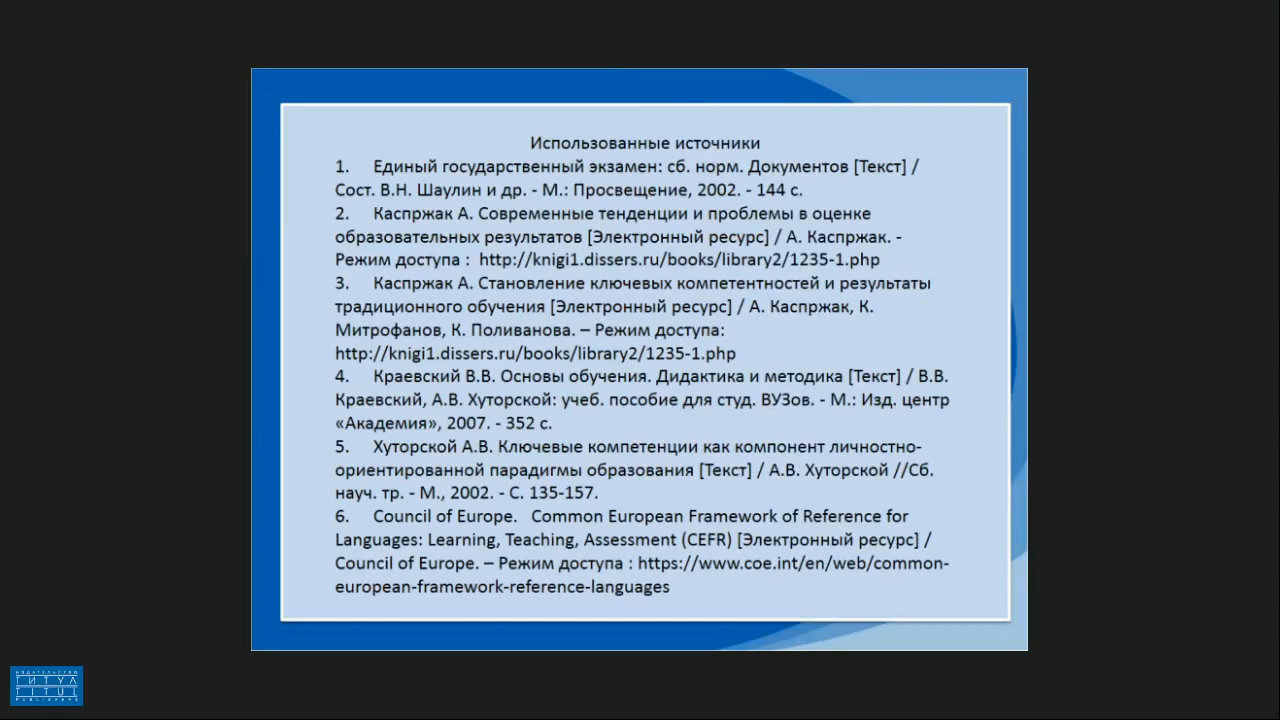 Использованные источники
1. Единый государственный экзамен: сб. норм. Документов [Текст] /
Сост. В.Н. Шаулин и др. - М.: Просвещение, 2002. - 144 с.
2. Каспржак А. Современные тенденции и проблемы в оценке
образовательных результатов [Электронный ресурс] / А. Каспржак. -
Режим доступа : http://knigi1.dissers.ru/books/library2/1235-1.php
3. Каспржак А. Становление ключевых компетентностей и результаты
традиционного обучения [Электронный ресурс] / А. Каспржак, К.
Митрофанов, К. Поливанова. – Режим доступа:
http://knigi1.dissers.ru/books/library2/1235-1.php
4. Краевский В.В. Основы обучения. Дидактика и методика [Текст] / В.В.
Краевский, А.В. Хуторской: учеб. пособие для студ. ВУЗов. - М.: Изд. центр
«Академия», 2007. - 352 с.
5. Хуторской А.В. Ключевые компетенции как компонент личностно-
ориентированной парадигмы образования [Текст] / А.В. Хуторской //Сб.
науч. тр. - М., 2002. - С. 135-157.
6. Council of Europe. Common European Framework of Reference for
Languages: Learning, Teaching, Assessment (CEFR) [Электронный ресурс] /
Council of Europe. – Режим доступа : https://www.coe.int/en/web/common-
european-framework-reference-languages
ИЗДАТЕЛЬСТВО
ТИТУЛ
TITUL
PUBLISHERS